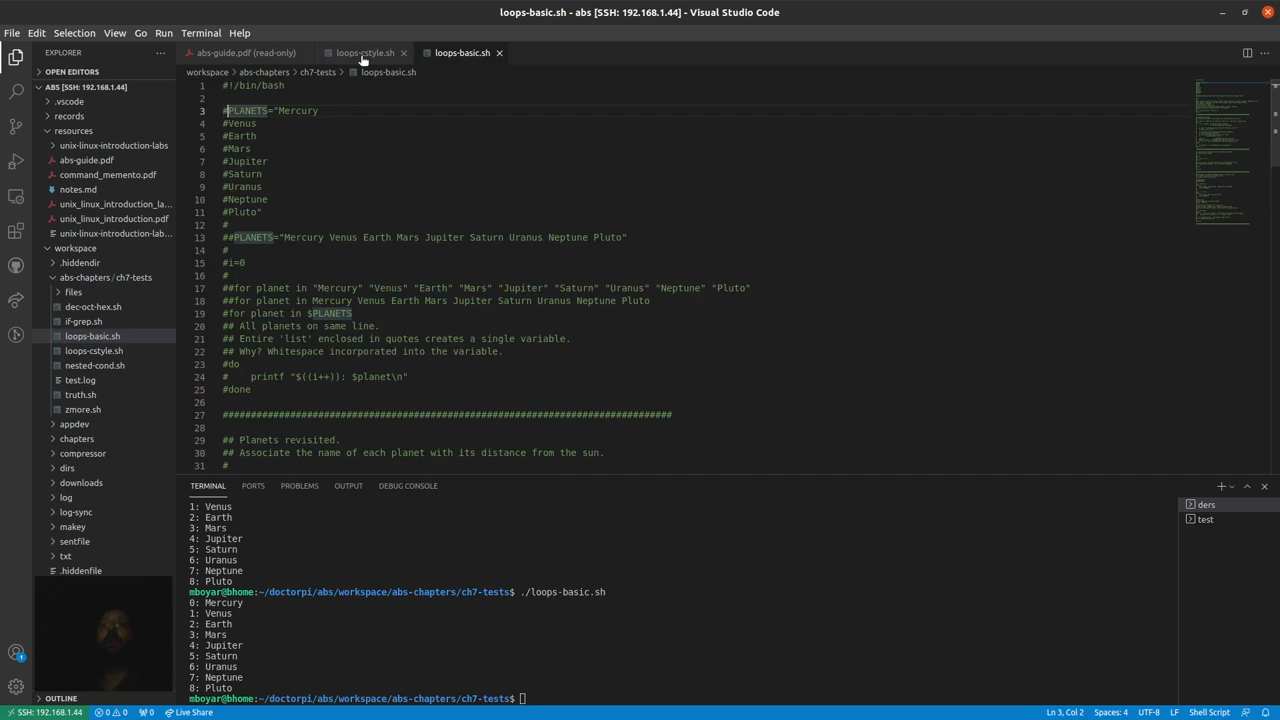 loops-basic.sh - abs [SSH: 192.168.1.44] - Visual Studio Code
File Edit Selection View Go Run Terminal Help
EXPLORER
OPEN EDITORS
ABS [SSH: 192.168.1.44]
.vscode
records
resources
unix-linux-introduction-labs
abs-guide.pdf
command_memento.pdf
notes.md
unix_linux_introduction_la...
unix_linux_introduction.pdf
unix-linux-introduction-lab...
workspace
.hiddendir
abs-chapters/ch7-tests
files
dec-oct-hex.sh
if-grep.sh
loops-basic.sh
loops-cstyle.sh
nested-cond.sh
test.log
truth.sh
zmore.sh
appdev
chapters
compressor
dirs
downloads
log
log-sync
makey
sentfile
txt
.hiddenfile
OUTLINE
abs-guide.pdf (read-only) loops-cstyle.sh loops-basic.sh
workspace abs-chapters ch7-tests loops-basic.sh
1 #!/bin/bash
2
3 #PLANETS="Mercury
4 #Venus
5 #Earth
6 #Mars
7 #Jupiter
8 #Saturn
9 #Uranus
10 #Neptune
11 #Pluto"
12 #
13 ##PLANETS="Mercury Venus Earth Mars Jupiter Saturn Uranus Neptune Pluto"
14 #
15 #i=0
16 #
17 ##for planet in "Mercury" "Venus" "Earth" "Mars" "Jupiter" "Saturn" "Uranus" "Neptune" "Pluto"
18 ##for planet in Mercury Venus Earth Mars Jupiter Saturn Uranus Neptune Pluto
19 #for planet in $PLANETS
20 ## All planets on same line.
21 ## Entire 'list' enclosed in quotes creates a single variable.
22 ## Why? Whitespace incorporated into the variable.
23 #do
24 #    printf "$((i++)): $planet\n"
25 #done
26
27 ################################################################################
28
29 ## Planets revisited.
30 ## Associate the name of each planet with its distance from the sun.
31 #
TERMINAL PORTS PROBLEMS OUTPUT DEBUG CONSOLE
1: Venus
2: Earth
3: Mars
4: Jupiter
5: Saturn
6: Uranus
7: Neptune
8: Pluto
mboyar@bhome:~/doctorpi/abs/workspace/abs-chapters/ch7-tests$ ./loops-basic.sh
0: Mercury
1: Venus
2: Earth
3: Mars
4: Jupiter
5: Saturn
6: Uranus
7: Neptune
8: Pluto
mboyar@bhome:~/doctorpi/abs/workspace/abs-chapters/ch7-tests$
ders
test
SSH: 192.168.1.44 0 0 0 Live Share Ln 3, Col 2 Spaces: 4 UTF-8 LF Shell Script